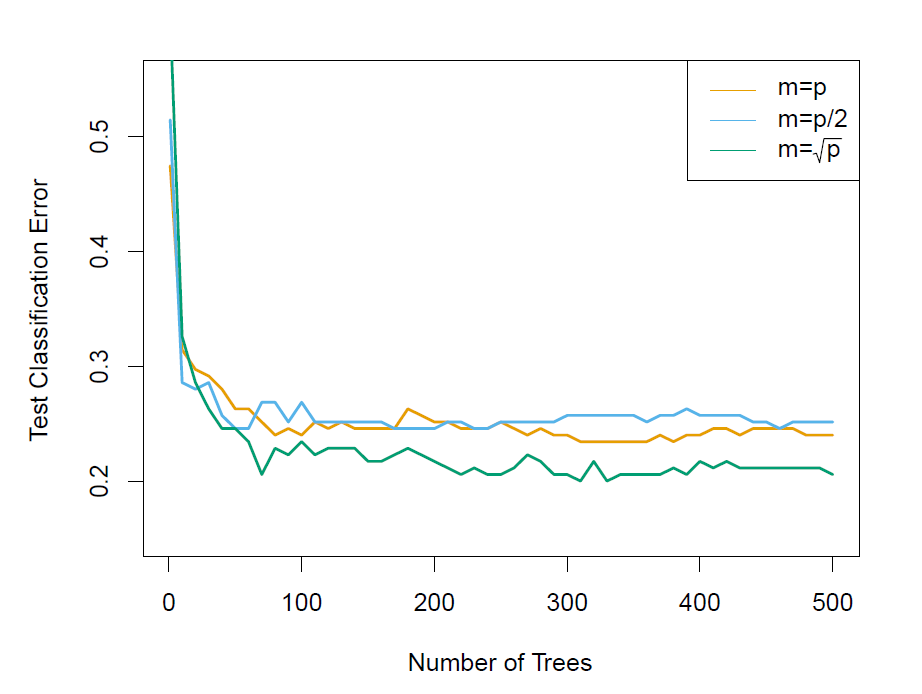 m=p
m=p/2
m=√p
Test Classification Error
0.5
0.4
0.3
0.2
0 100 200 300 400 500
Number of Trees